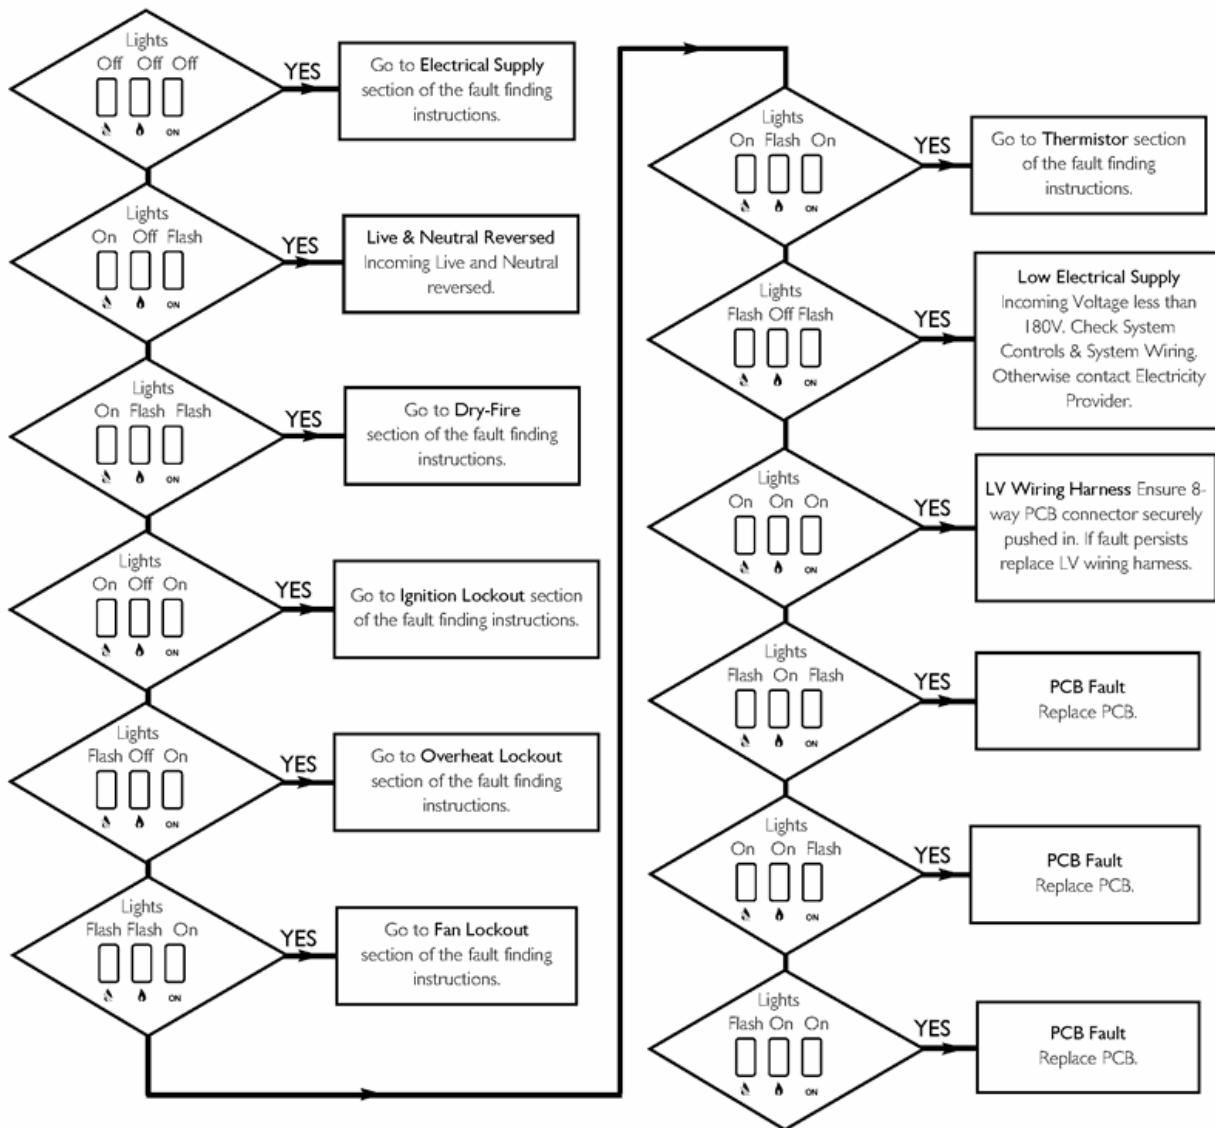 Lights
Off Off Off
ON
YES
Go to Electrical Supply
section of the fault finding
instructions.
Lights
On Off Flash
ON
YES
Live & Neutral Reversed
Incoming Live and Neutral
reversed.
Lights
On Flash Flash
ON
YES
Go to Dry-Fire
section of the fault finding
instructions.
Lights
On Off On
ON
YES
Go to Ignition Lockout section
of the fault finding instructions.
Lights
Flash Off On
ON
YES
Go to Overheat Lockout
section of the fault finding
instructions.
Lights
Flash Flash On
ON
YES
Go to Fan Lockout
section of the fault finding
instructions.
Lights
On Flash On
ON
YES
Go to Thermistor section
of the fault finding
instructions.
Lights
Flash Off Flash
ON
YES
Low Electrical Supply
Incoming Voltage less than
180V. Check System
Controls & System Wiring.
Otherwise contact Electricity
Provider.
Lights
On On On
ON
YES
LV Wiring Harness Ensure 8-
way PCB connector securely
pushed in. If fault persists
replace LV wiring harness.
Lights
Flash On Flash
ON
YES
PCB Fault
Replace PCB.
Lights
On On Flash
ON
YES
PCB Fault
Replace PCB.
Lights
Flash On On
ON
YES
PCB Fault
Replace PCB.